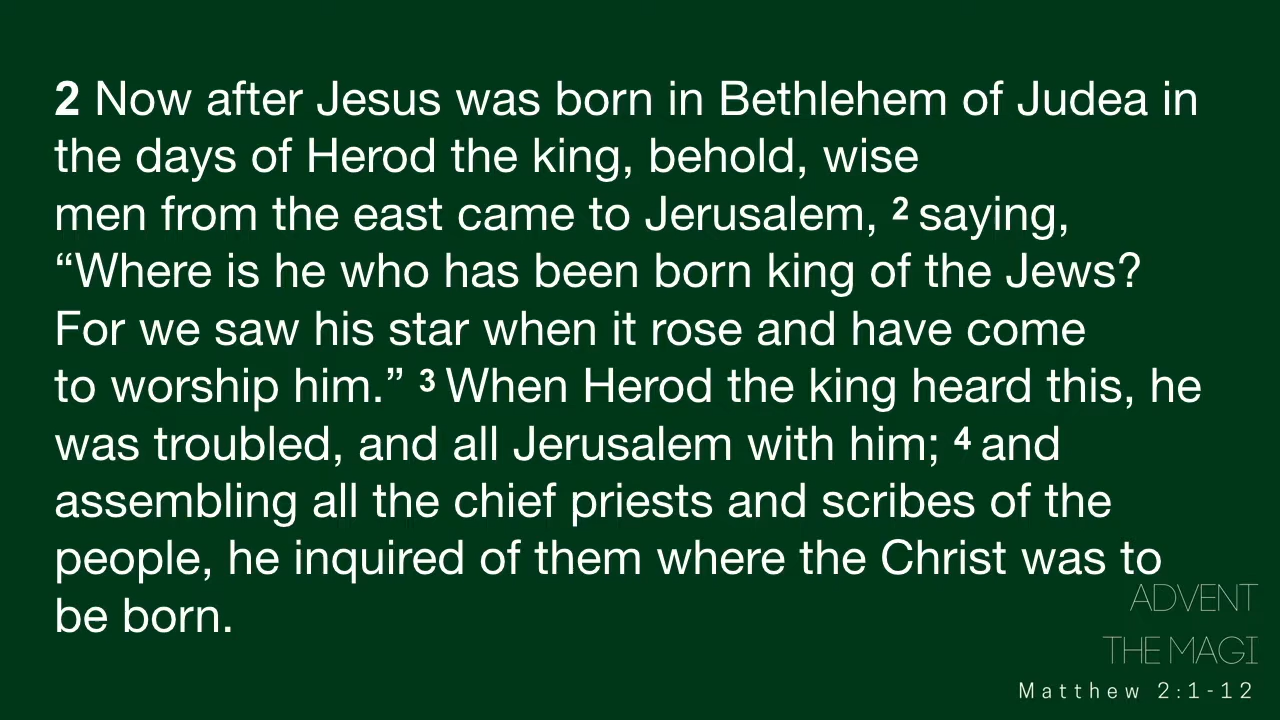 2 Now after Jesus was born in Bethlehem of Judea in
the days of Herod the king, behold, wise
men from the east came to Jerusalem, 2 saying,
“Where is he who has been born king of the Jews?
For we saw his star when it rose and have come
to worship him.” 3 When Herod the king heard this, he
was troubled, and all Jerusalem with him; 4 and
assembling all the chief priests and scribes of the
people, he inquired of them where the Christ was to
be born.
ADVENT
THE MAGI
Matthew 2:1-12